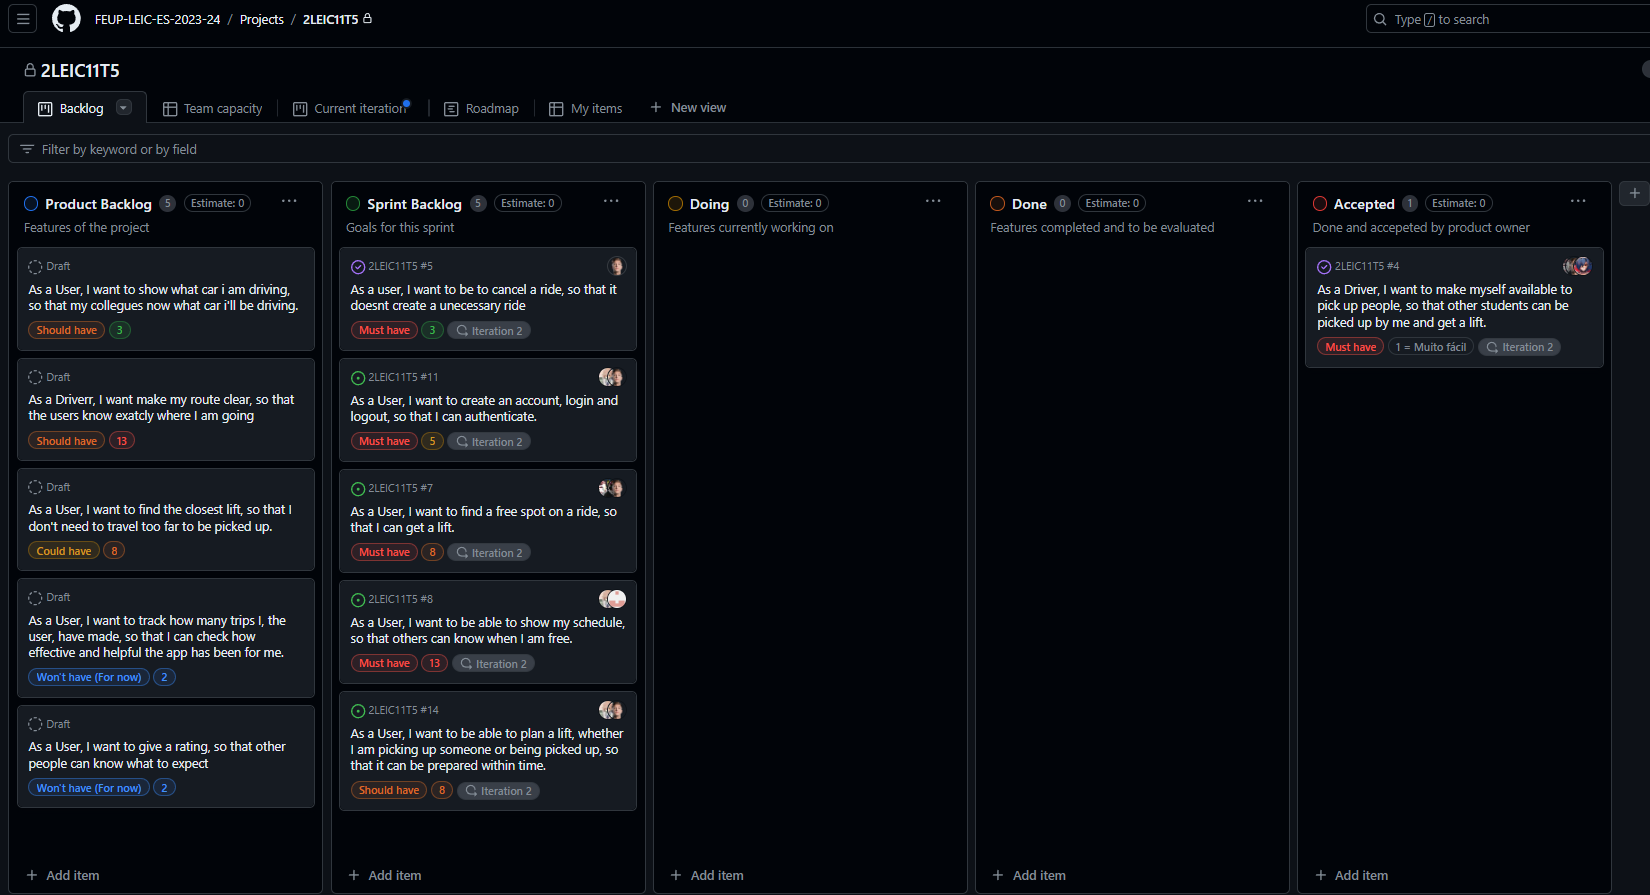 FEUP-LEIC-ES-2023-24 / Projects / 2LEIC11T5
Type / to search
2LEIC11T5
Backlog
Team capacity
Current iteration
Roadmap
My items
New view
Filter by keyword or by field
Product Backlog 5 Estimate: 0
Features of the project
Draft
As a User, I want to show what car i am driving,
so that my collegues now what car i'll be driving.
Should have 3
Draft
As a Driverr, I want make my route clear, so that
the users know exatcly where I am going
Should have 13
Draft
As a User, I want to find the closest lift, so that I
don't need to travel too far to be picked up.
Could have 8
Draft
As a User, I want to track how many trips I, the
user, have made, so that I can check how
effective and helpful the app has been for me.
Won't have (For now) 2
Draft
As a User, I want to give a rating, so that other
people can know what to expect
Won't have (For now) 2
Add item
Sprint Backlog 5 Estimate: 0
Goals for this sprint
2LEIC11T5 #5
As a user, I want to be to cancel a ride, so that it
doesnt create a unecessary ride
Must have 3 Iteration 2
2LEIC11T5 #11
As a User, I want to create an account, login and
logout, so that I can authenticate.
Must have 5 Iteration 2
2LEIC11T5 #7
As a User, I want to find a free spot on a ride, so
that I can get a lift.
Must have 8 Iteration 2
2LEIC11T5 #8
As a User, I want to be able to show my schedule,
so that others can know when I am free.
Must have 13 Iteration 2
2LEIC11T5 #14
As a User, I want to be able to plan a lift, whether
I am picking up someone or being picked up, so
that it can be prepared within time.
Should have 8 Iteration 2
Add item
Doing 0 Estimate: 0
Features currently working on
Add item
Done 0 Estimate: 0
Features completed and to be evaluated
Add item
Accepted 1 Estimate: 0
Done and accepeted by product owner
2LEIC11T5 #4
As a Driver, I want to make myself available to
pick up people, so that other students can be
picked up by me and get a lift.
Must have 1 = Muito fácil Iteration 2
Add item